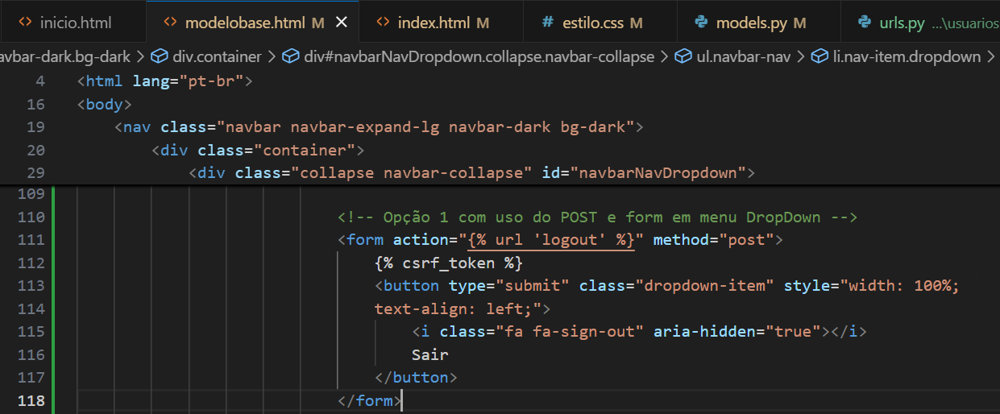 inicio.html modelobase.html M index.html M # estilo.css M models.py M urls.py ...\usuarios
avbar-dark.bg-dark > div.container > div#navbarNavDropdown.collapse.navbar-collapse > ul.navbar-nav > li.nav-item.dropdown >
4 <html lang="pt-br">
16 <body>
19 <nav class="navbar navbar-expand-lg navbar-dark bg-dark">
20 <div class="container">
29 <div class="collapse navbar-collapse" id="navbarNavDropdown">
109
110 <!-- Opção 1 com uso do POST e form em menu DropDown -->
111 <form action="{% url 'logout' %}" method="post">
112 {% csrf_token %}
113 <button type="submit" class="dropdown-item" style="width: 100%;
114 text-align: left;">
115 <i class="fa fa-sign-out" aria-hidden="true"></i>
116 Sair
117 </button>
118 </form>